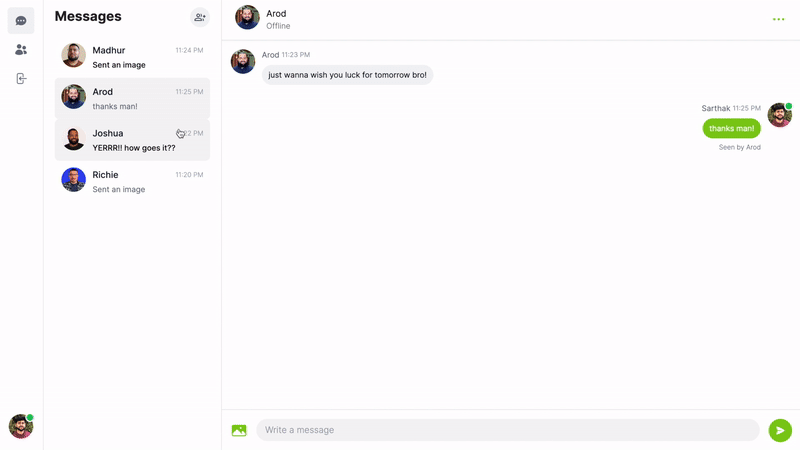 Messages
Madhur 11:24 PM
Sent an image
Arod 11:25 PM
thanks man!
Joshua :22 PM
YERRR!! how goes it??
Richie 11:20 PM
Sent an image
Arod
Offline
Arod 11:23 PM
just wanna wish you luck for tomorrow bro!
Sarthak 11:25 PM
thanks man!
Seen by Arod
Write a message